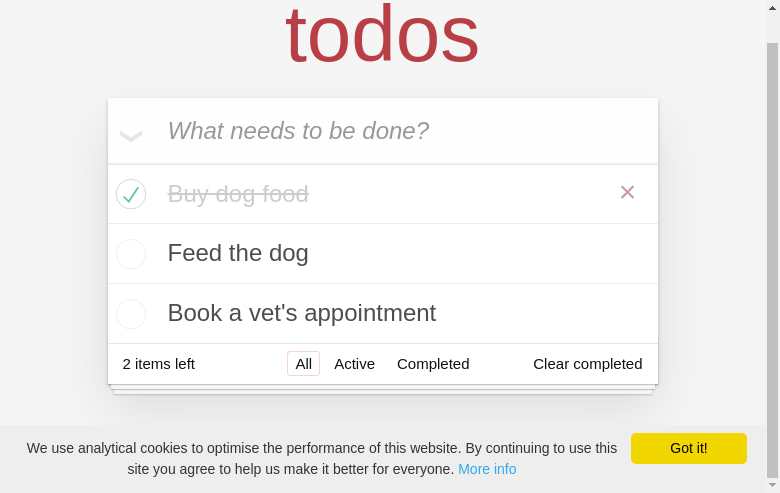 todos
What needs to be done?
Buy dog food
Feed the dog
Book a vet's appointment
2 items left All Active Completed Clear completed
We use analytical cookies to optimise the performance of this website. By continuing to use this Got it!
site you agree to help us make it better for everyone. More info